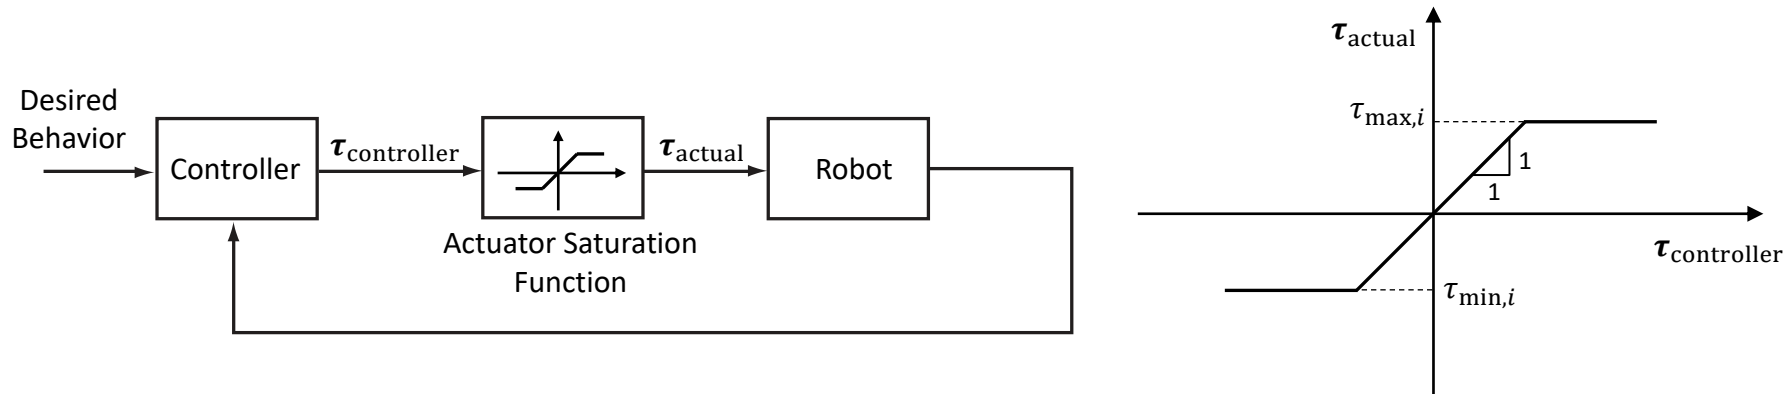 Desired
Behavior
Controller
τcontroller
τactual
Robot
Actuator Saturation
Function
τactual
τmax,i
1
1
τcontroller
τmin,i